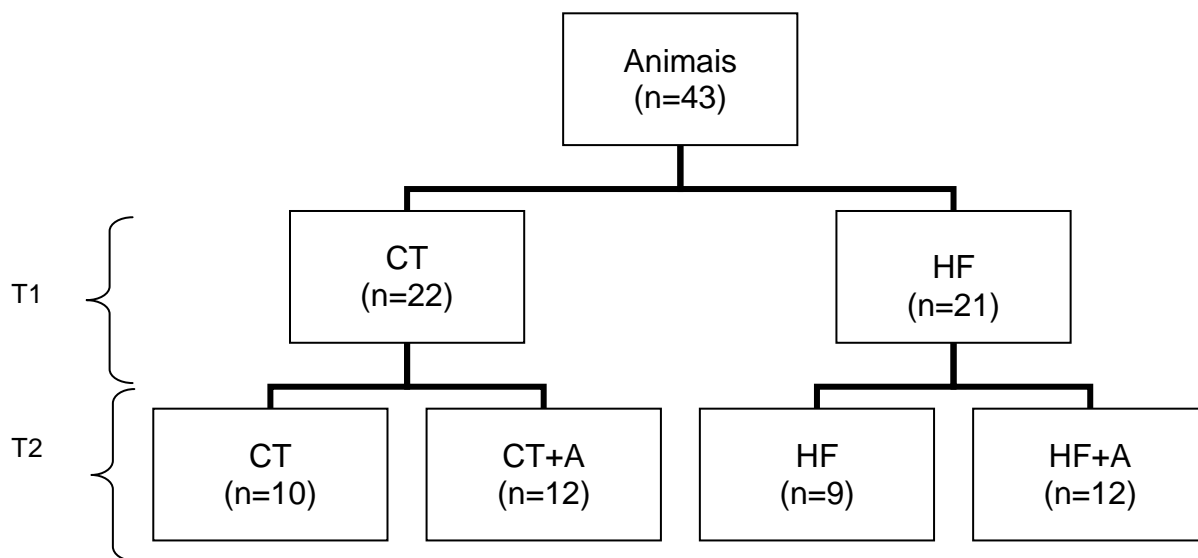 Animais
(n=43)
T1
CT
(n=22)
HF
(n=21)
T2
CT
(n=10)
CT+A
(n=12)
HF
(n=9)
HF+A
(n=12)